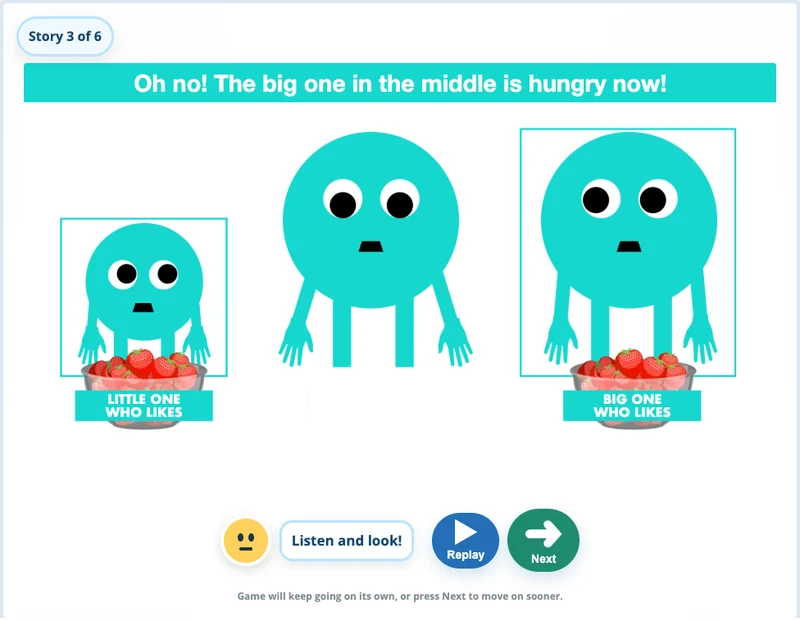 Story 3 of 6
Oh no! The big one in the middle is hungry now!
LITTLE ONE
WHO LIKES
BIG ONE
WHO LIKES
Listen and look!
Replay
Next
Game will keep going on its own, or press Next to move on sooner.